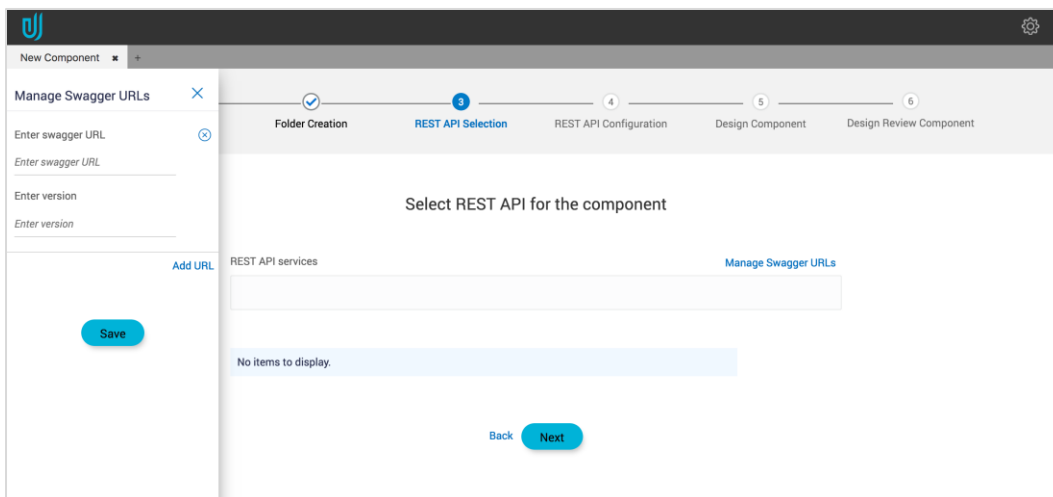 New Component
Manage Swagger URLs
Enter swagger URL
Enter swagger URL
Enter version
Enter version
Add URL
Save
3
4
5
6
Folder Creation
REST API Selection
REST API Configuration
Design Component
Design Review Component
Select REST API for the component
REST API services
Manage Swagger URLs
No items to display.
Back
Next